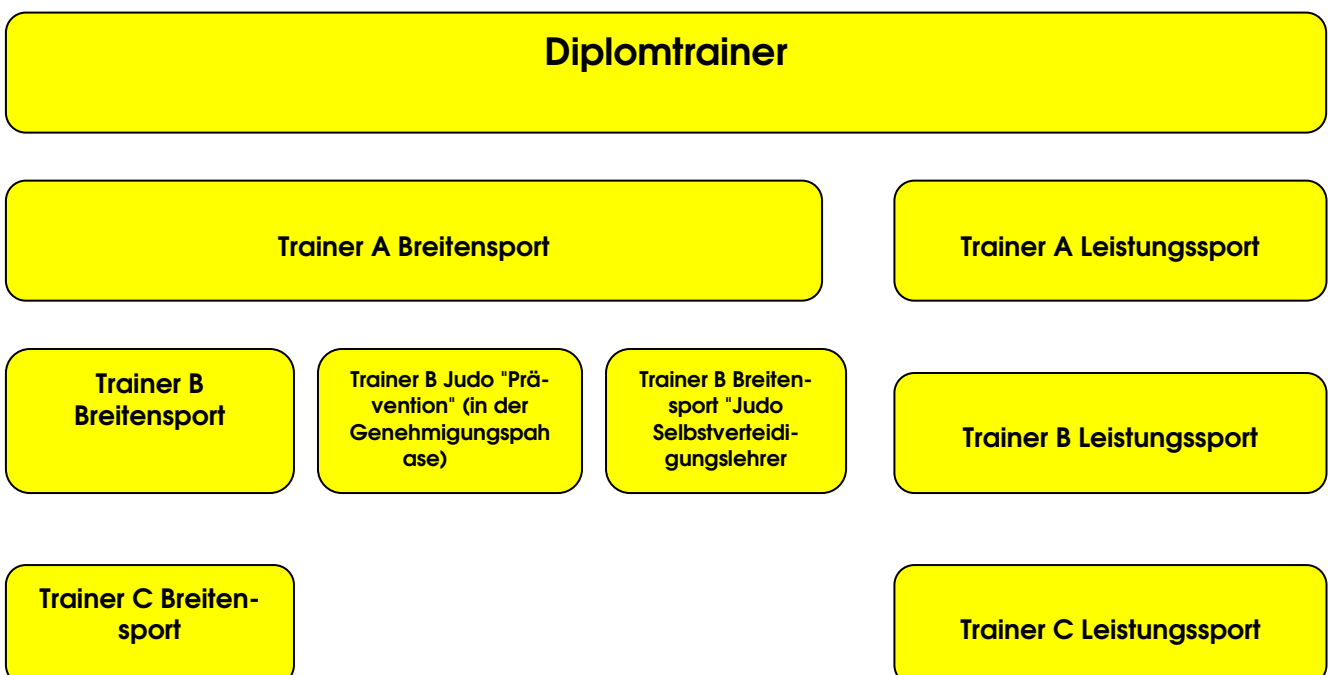 Diplomtrainer
Trainer A Breitensport
Trainer A Leistungssport
Trainer B
Breitensport
Trainer B Judo "Prä-
vention" (in der
Genehmigungspah
ase)
Trainer B Breiten-
sport "Judo
Selbstverteidi-
gungslehrer
Trainer B Leistungssport
Trainer C Breiten-
sport
Trainer C Leistungssport